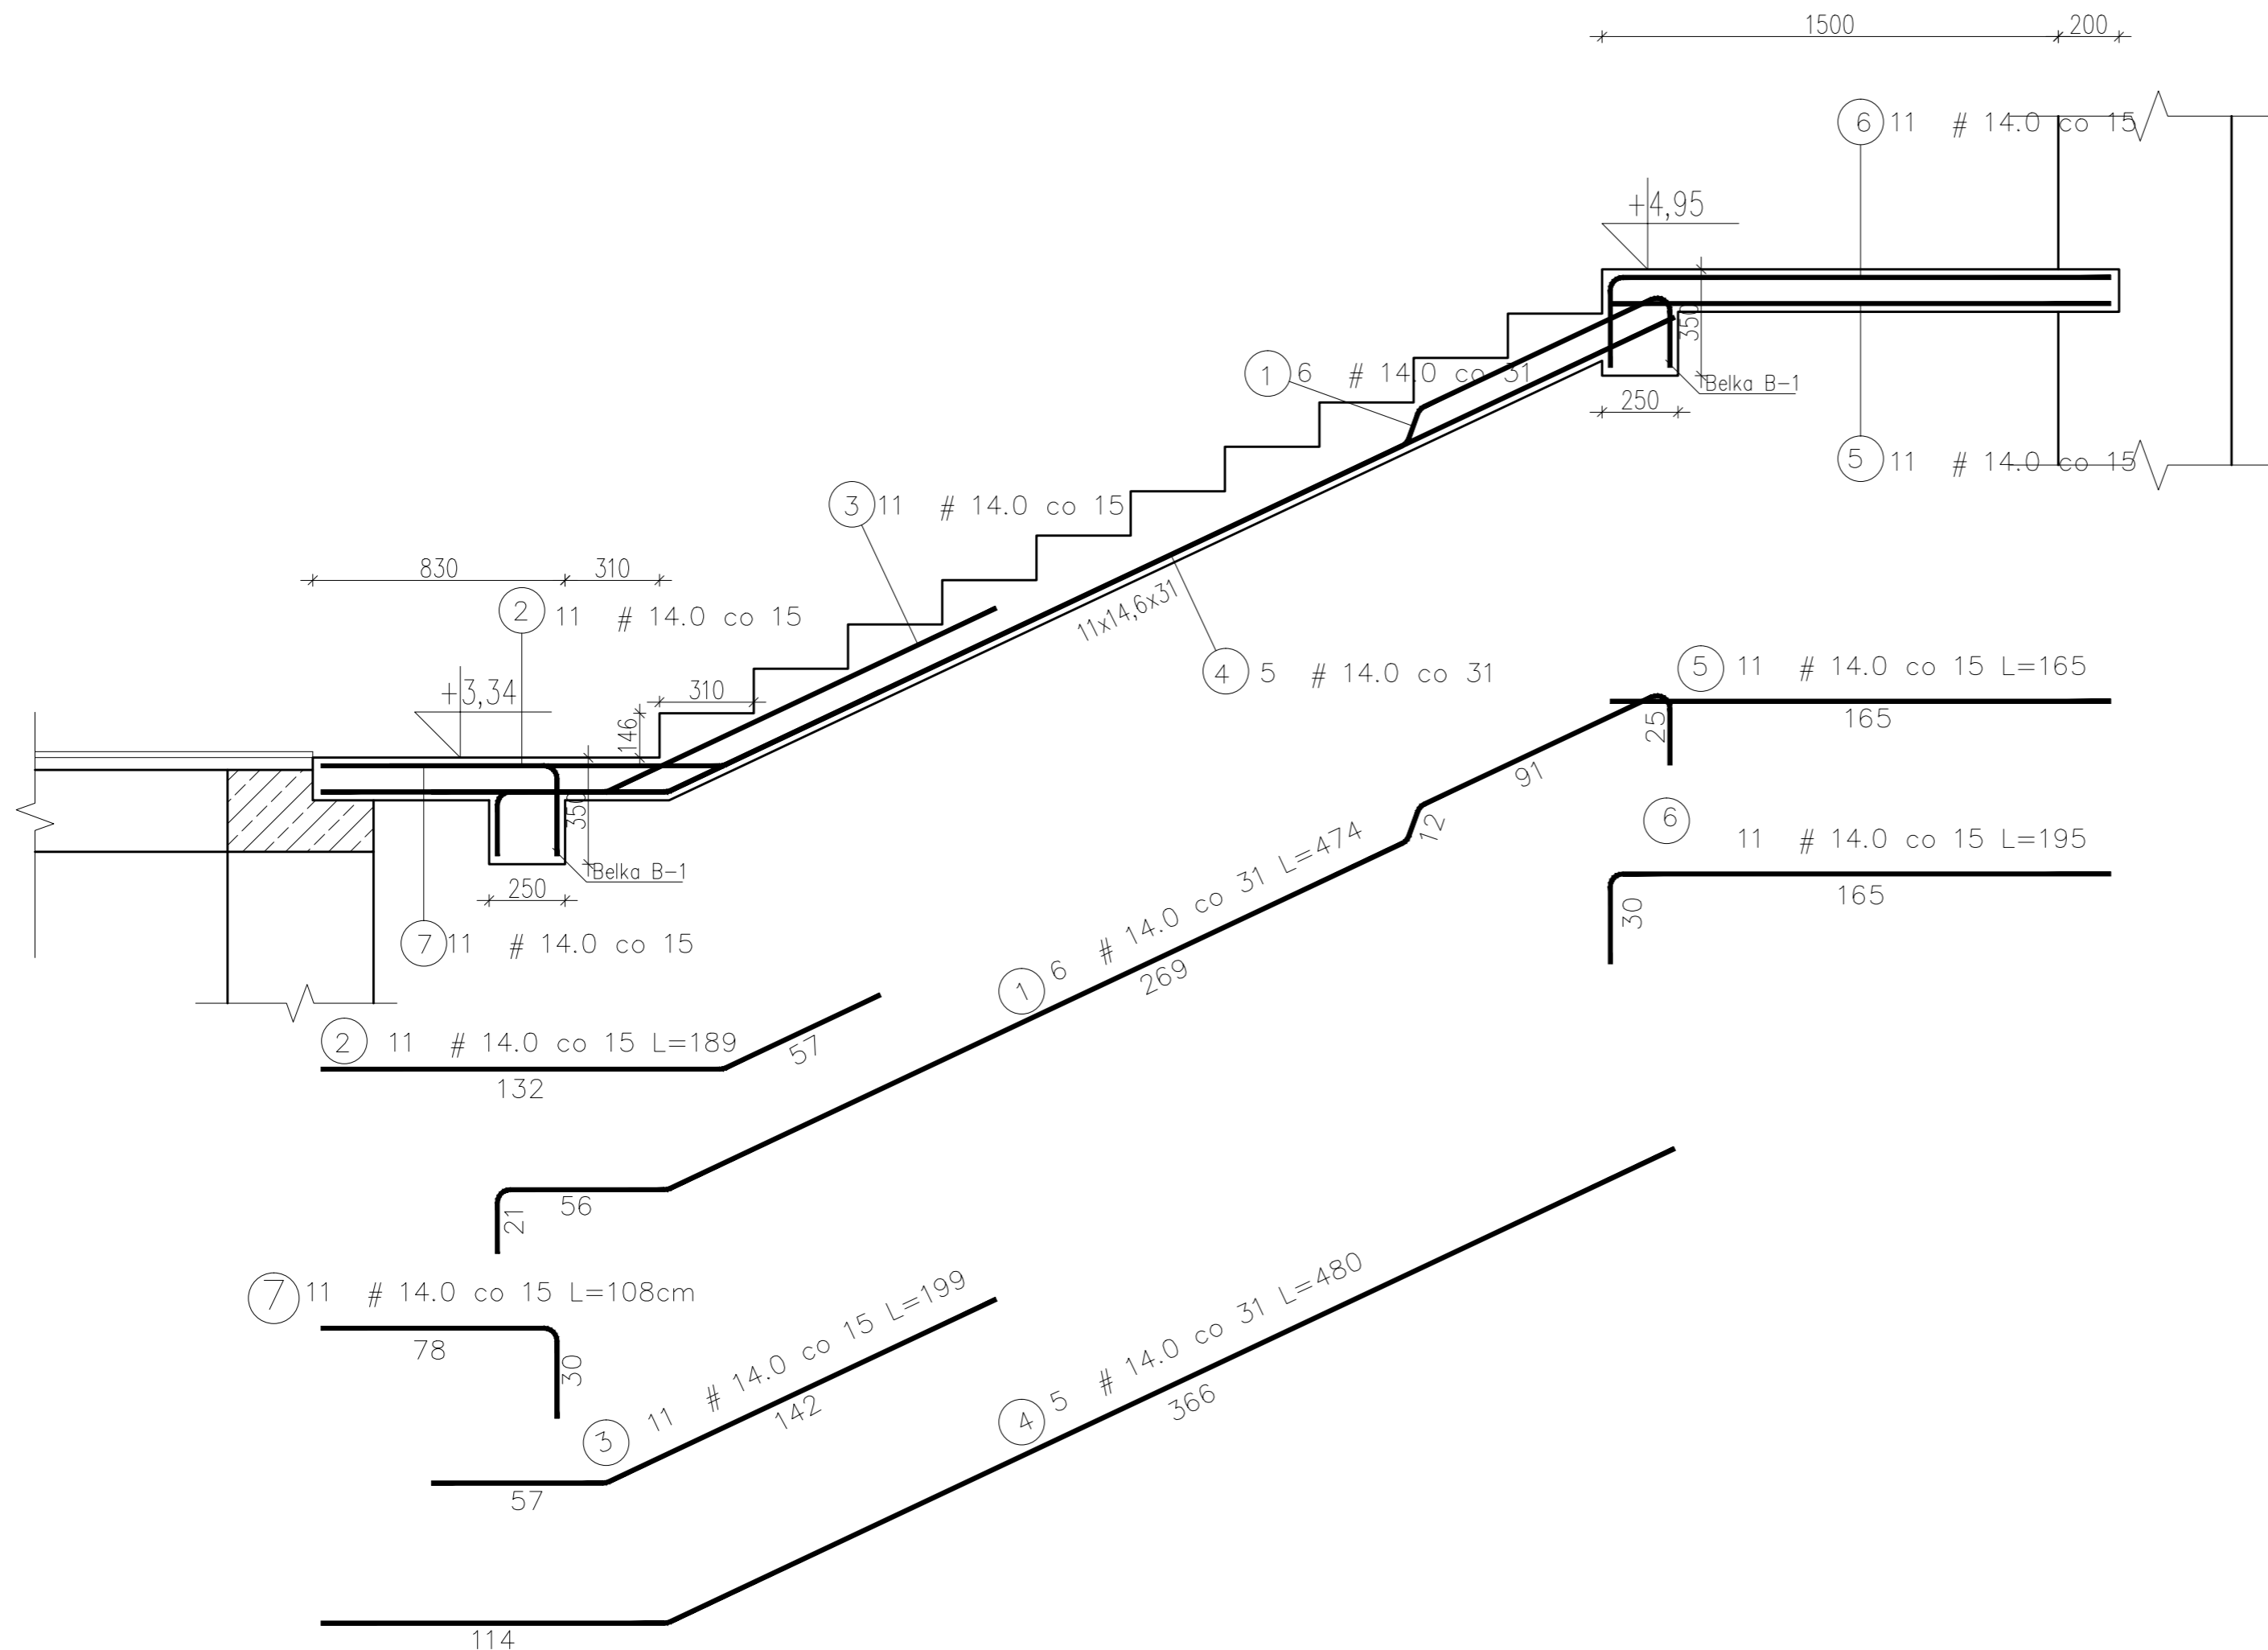 1500
200
6 11 # 14.0 co 15
+4,95
350
1 6 # 14.0 co 31
Belka B-1
250
5 11 # 14.0 co 15
3 11 # 14.0 co 15
830
310
2 11 # 14.0 co 15
11x14,6x31
4 5 # 14.0 co 31
+3,34
310
146
350
Belka B-1
250
7 11 # 14.0 co 15
5 11 # 14.0 co 15 L=165
165
25
91
12
6
11 # 14.0 co 15 L=195
165
30
1 6 # 14.0 co 31 L=474
269
2 11 # 14.0 co 15 L=189
132
57
56
21
7 11 # 14.0 co 15 L=108cm
78
30
3 11 # 14.0 co 15 L=199
142
57
4 5 # 14.0 co 31 L=480
366
114